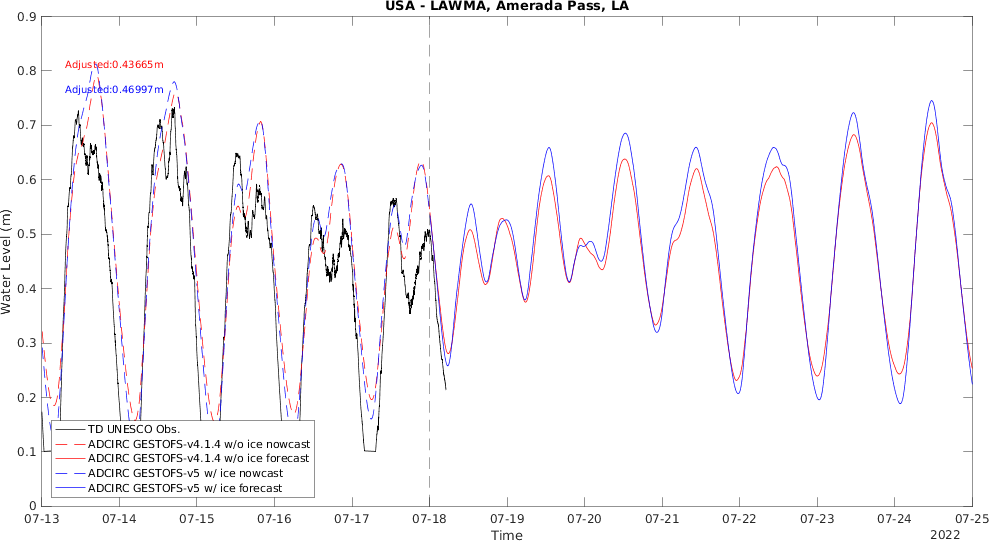 USA - LAWMA, Amerada Pass, LA
0.9
0.8
0.7
0.6
0.5
0.4
0.3
0.2
0.1
0
Water Level (m)
Adjusted:0.43665m
Adjusted:0.46997m
TD UNESCO Obs.
ADCIRC GESTOFS-v4.1.4 w/o ice nowcast
ADCIRC GESTOFS-v4.1.4 w/o ice forecast
ADCIRC GESTOFS-v5 w/ ice nowcast
ADCIRC GESTOFS-v5 w/ ice forecast
07-13 07-14 07-15 07-16 07-17 07-18 07-19 07-20 07-21 07-22 07-23 07-24 07-25
Time
2022